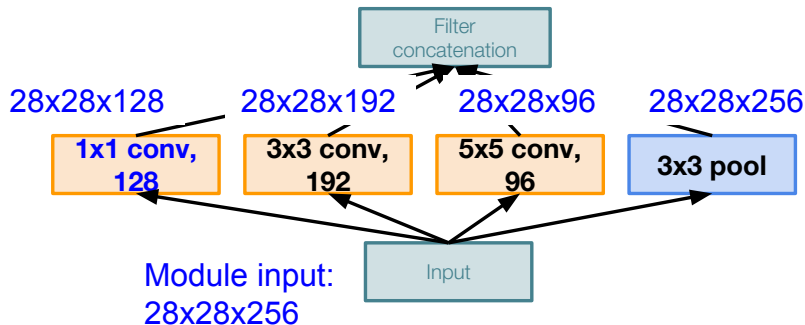 Filter
concatenation
28x28x128 28x28x192 28x28x96 28x28x256
1x1 conv,
128
3x3 conv,
192
5x5 conv,
96
3x3 pool
Input
Module input:
28x28x256